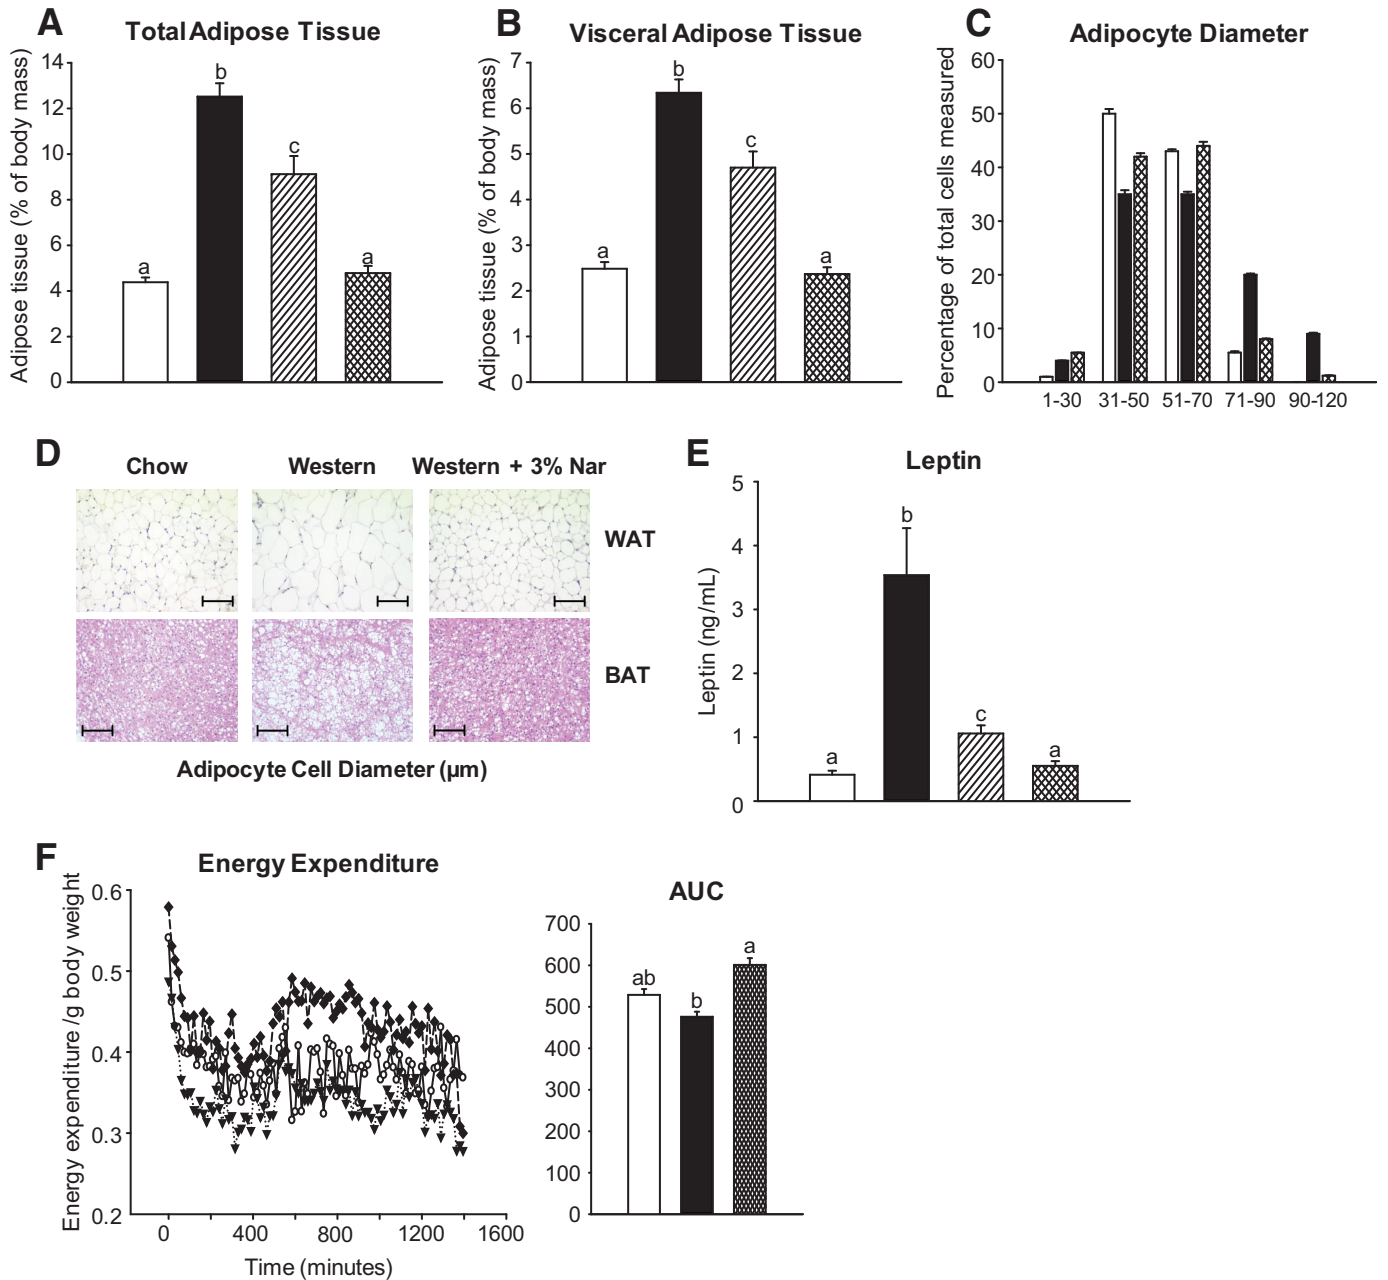 A
Total Adipose Tissue
Adipose tissue (% of body mass)
14
12
10
8
6
4
2
0
a
b
c
a
B
Visceral Adipose Tissue
Adipose tissue (% of body mass)
7
6
5
4
3
2
1
0
a
b
c
a
C
Adipocyte Diameter
Percentage of total cells measured
60
50
40
30
20
10
0
1-30 31-50 51-70 71-90 90-120
D
Chow Western Western + 3% Nar
WAT
BAT
Adipocyte Cell Diameter (µm)
E
Leptin
Leptin (ng/mL)
5
4
3
2
1
0
a
b
c
a
F
Energy Expenditure
Energy expenditure /g body weight
0.6
0.5
0.4
0.3
0.2
0 400 800 1200 1600
Time (minutes)
AUC
700
600
500
400
300
200
100
0
ab
b
a